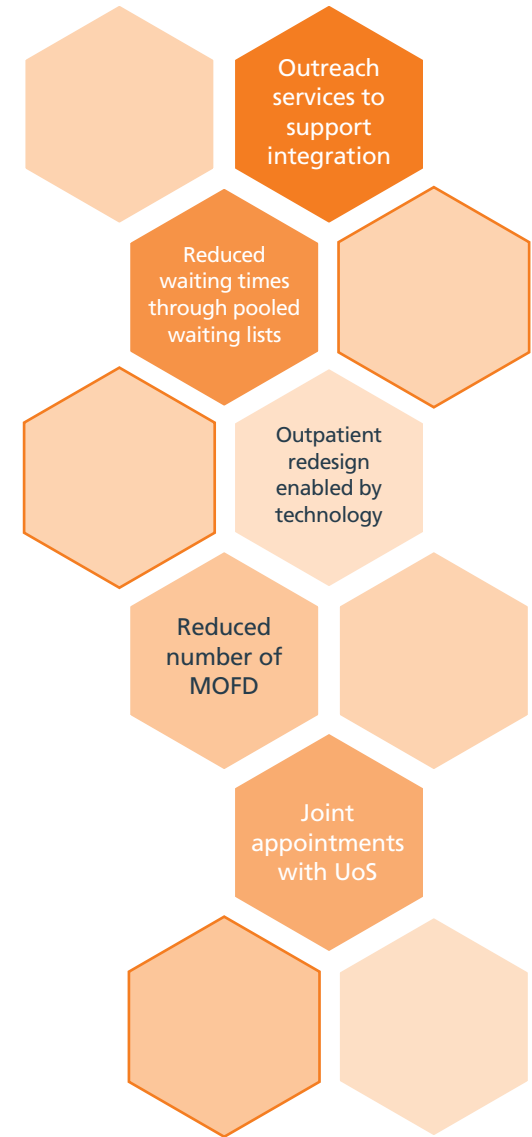 Outreach
services to
support
integration
Reduced
waiting times
through pooled
waiting lists
Outpatient
redesign
enabled by
technology
Reduced
number of
MOFD
Joint
appointments
with UoS